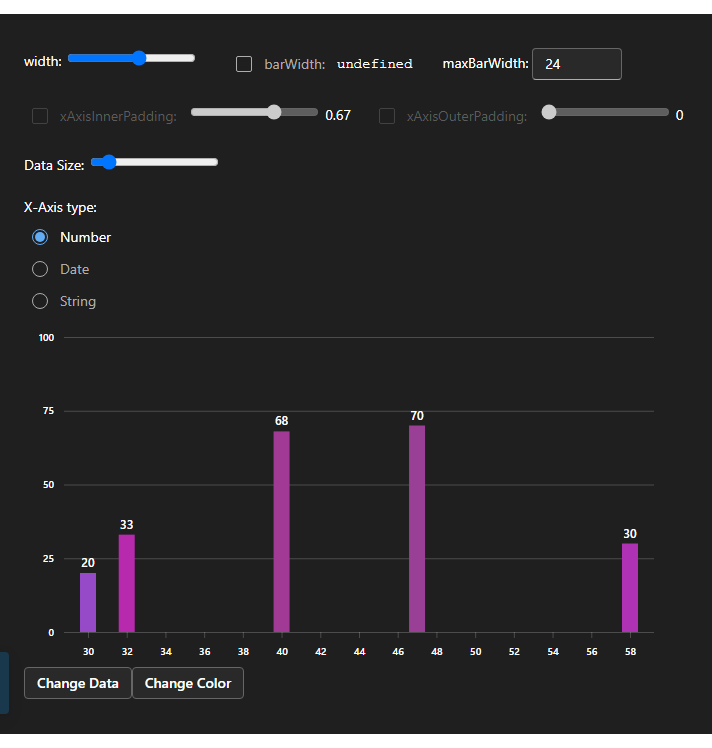 width: barWidth: undefined maxBarWidth: 24
xAxisInnerPadding: 0.67 xAxisOuterPadding: 0
Data Size:
X-Axis type:
Number
Date
String
100
75
70
68
50
33
30
25
20
0
30 32 34 36 38 40 42 44 46 48 50 52 54 56 58
Change Data Change Color